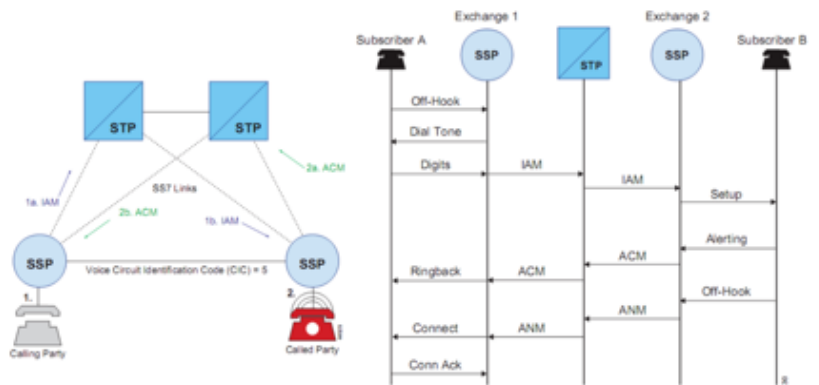 STP
STP
2a. ACM
SS7 Links
1a. IAM
2b. ACM
1b. IAM
SSP
SSP
Voice Circuit Identification Code (CIC) = 5
1.
2.
Calling Party
Called Party
Exchange 1
Exchange 2
Subscriber A
Subscriber B
SSP
STP
SSP
Off-Hook
Dial Tone
Digits
IAM
IAM
Setup
Alerting
ACM
Ringback
ACM
Off-Hook
ANM
Connect
ANM
Conn Ack